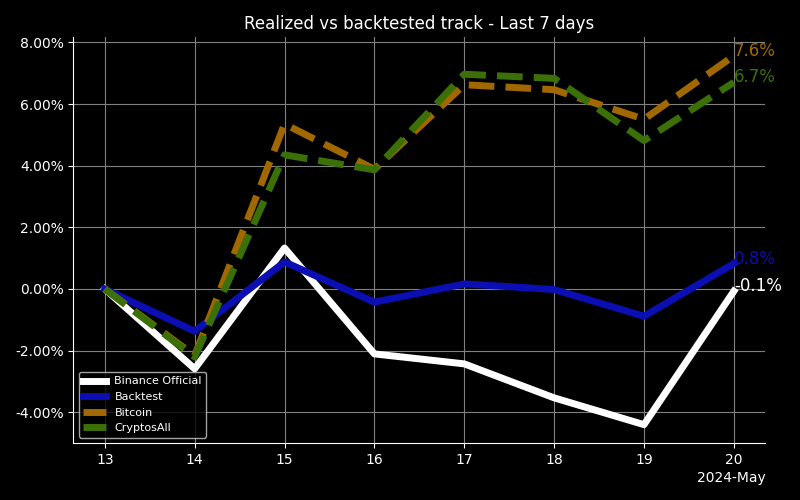 Realized vs backtested track - Last 7 days
8.00%
6.00%
4.00%
2.00%
0.00%
-2.00%
-4.00%
7.6%
6.7%
0.8%
-0.1%
Binance Official
Backtest
Bitcoin
CryptosAll
13 14 15 16 17 18 19 20
2024-May